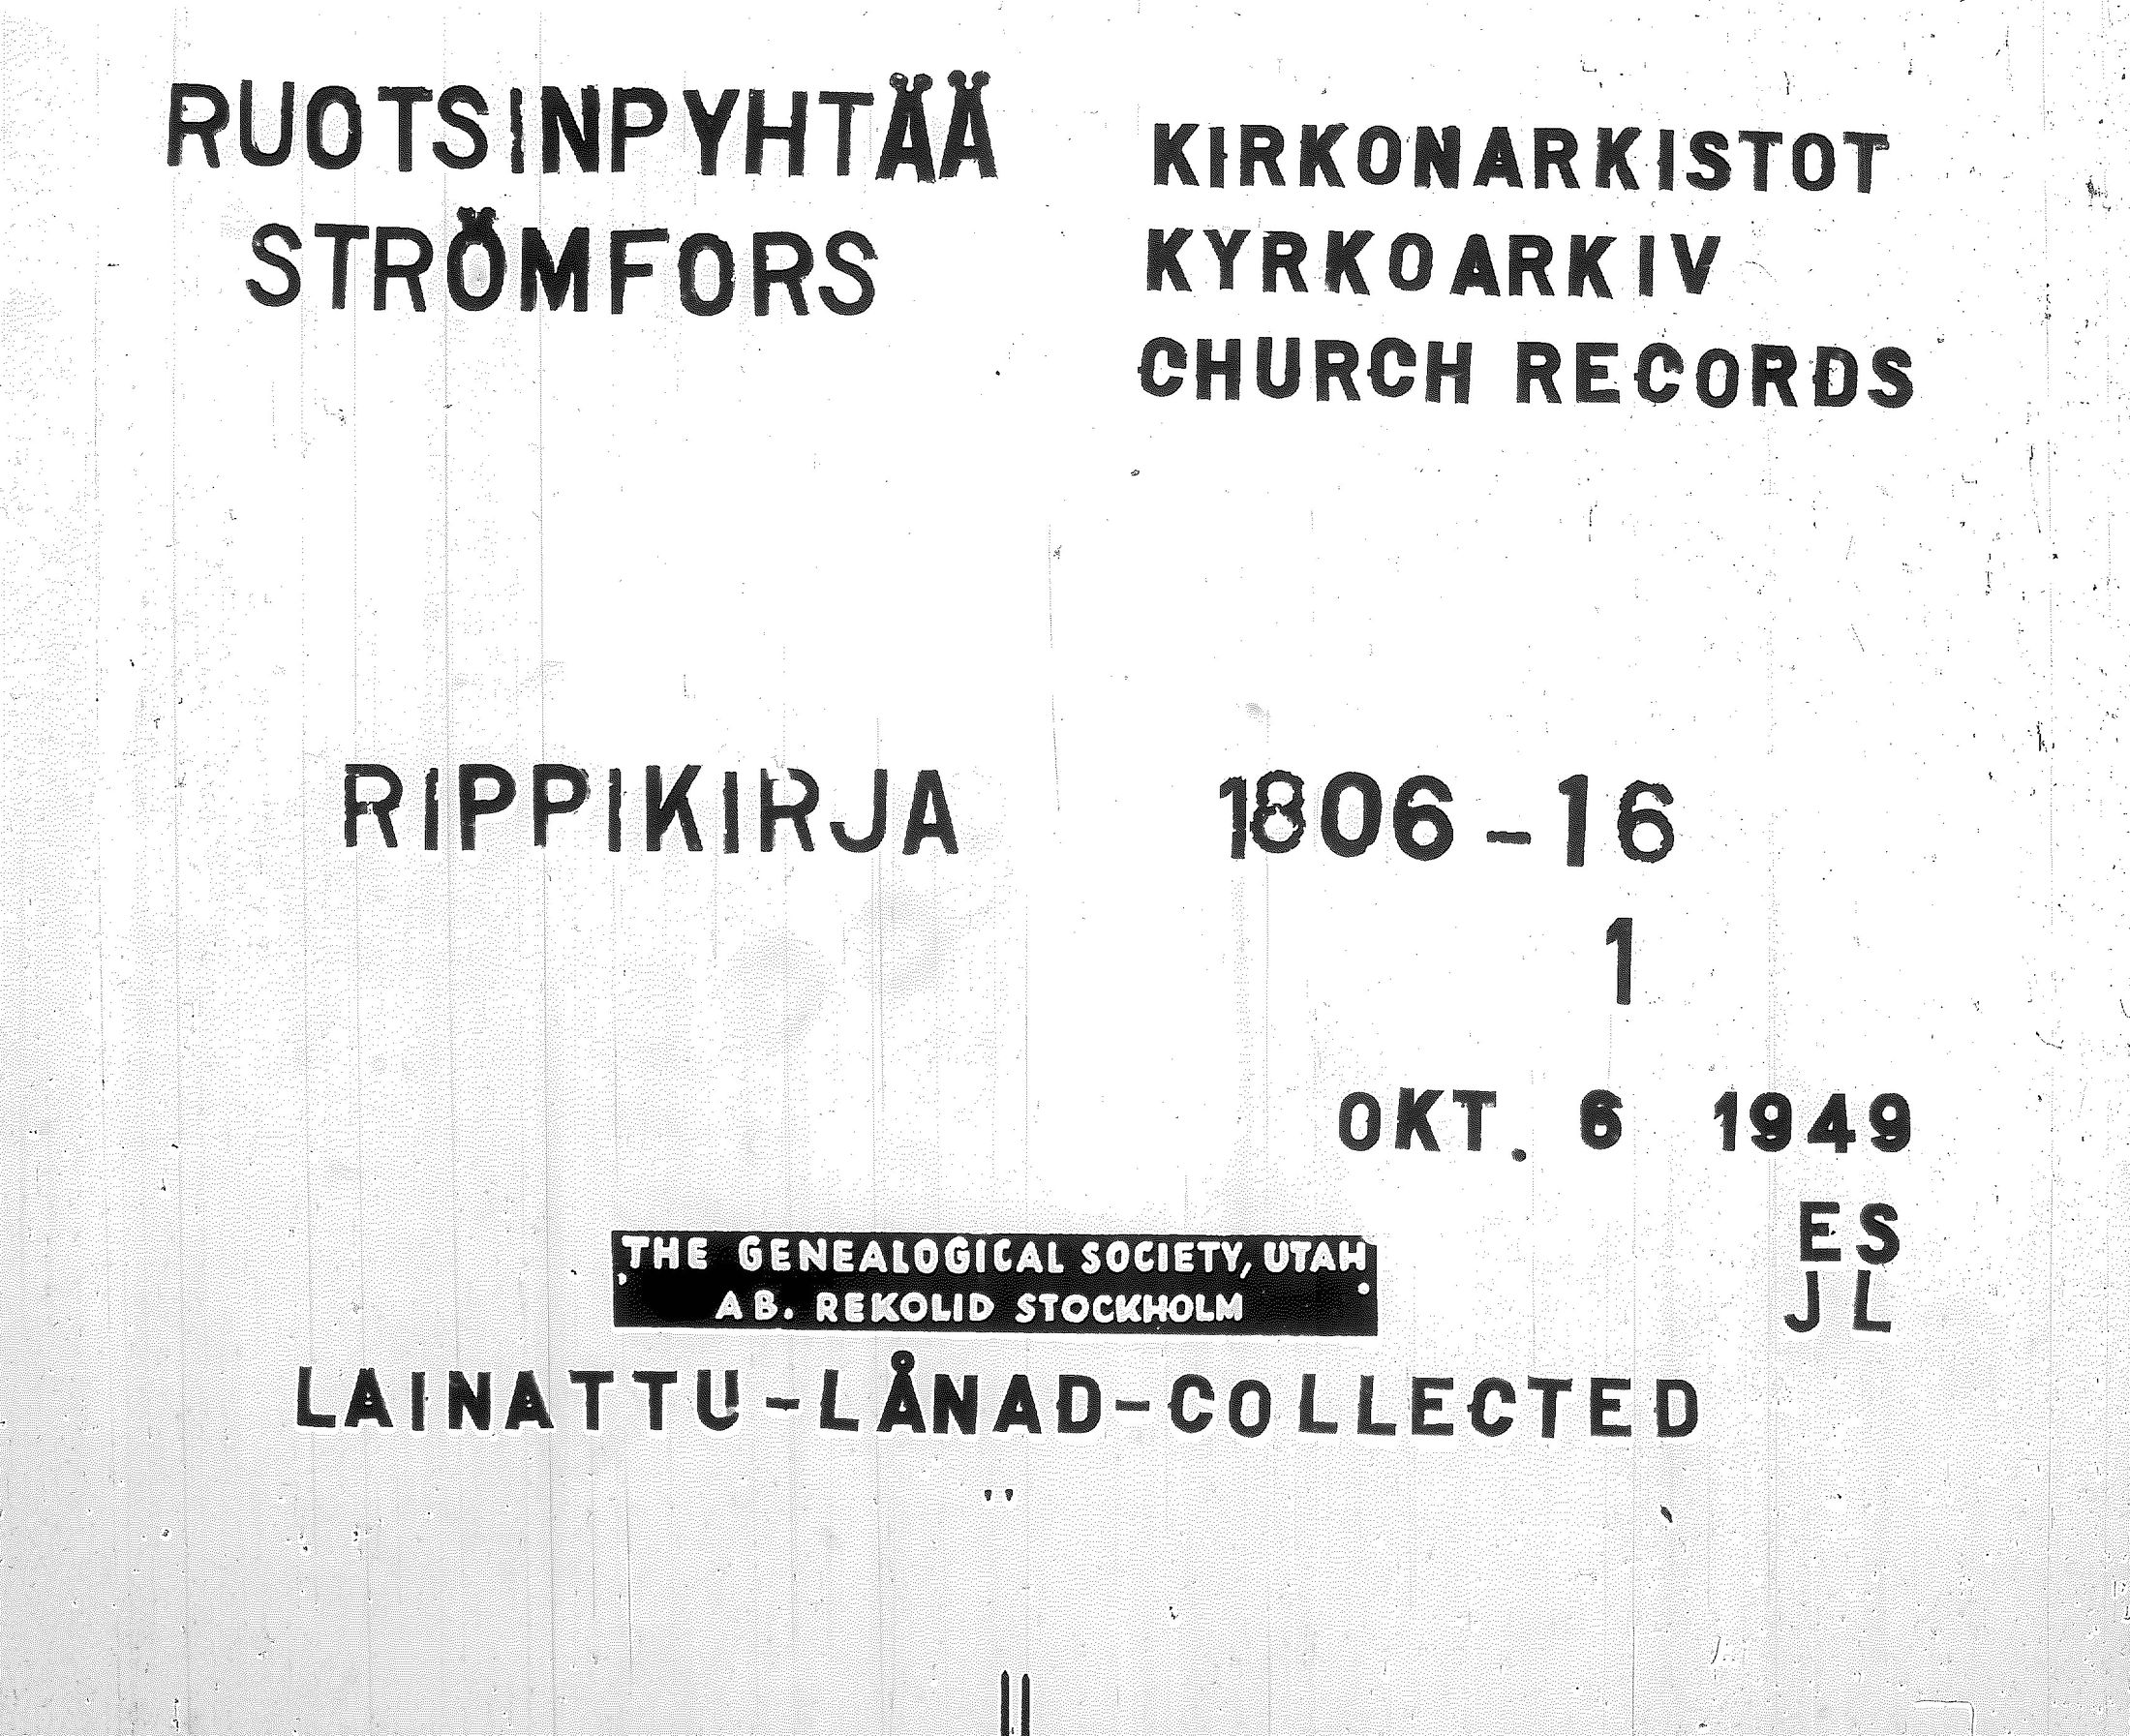 RUOTSINPYHTÄÄ
STRÖMFORS
KIRKONARKISTOT
KYRKOARKIV
CHURCH RECORDS
RIPPIKIRJA 1806-16
1
OKT. 6 1949
ES
JL
THE GENEALOGICAL SOCIETY, UTAH
AB. REKOLID STOCKHOLM
LAINATTU-LÅNAD-COLLECTED